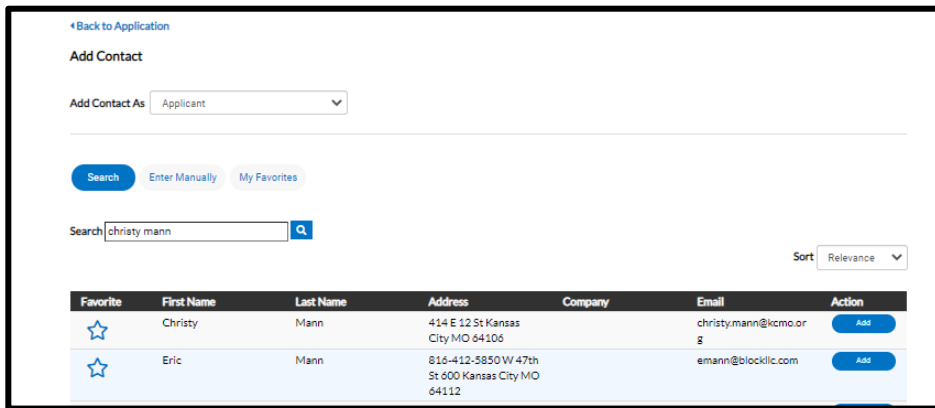 Back to Application
Add Contact
Add Contact As Applicant
Search Enter Manually My Favorites
Search christy mann
Sort Relevance
Favorite First Name Last Name Address Company Email Action
Christy Mann 414 E 12 St Kansas christy.mann@kcmo.or Add
City MO 64106 g
Eric Mann 816-412-5850 W 47th emann@blockllc.com Add
St 600 Kansas City MO
64112